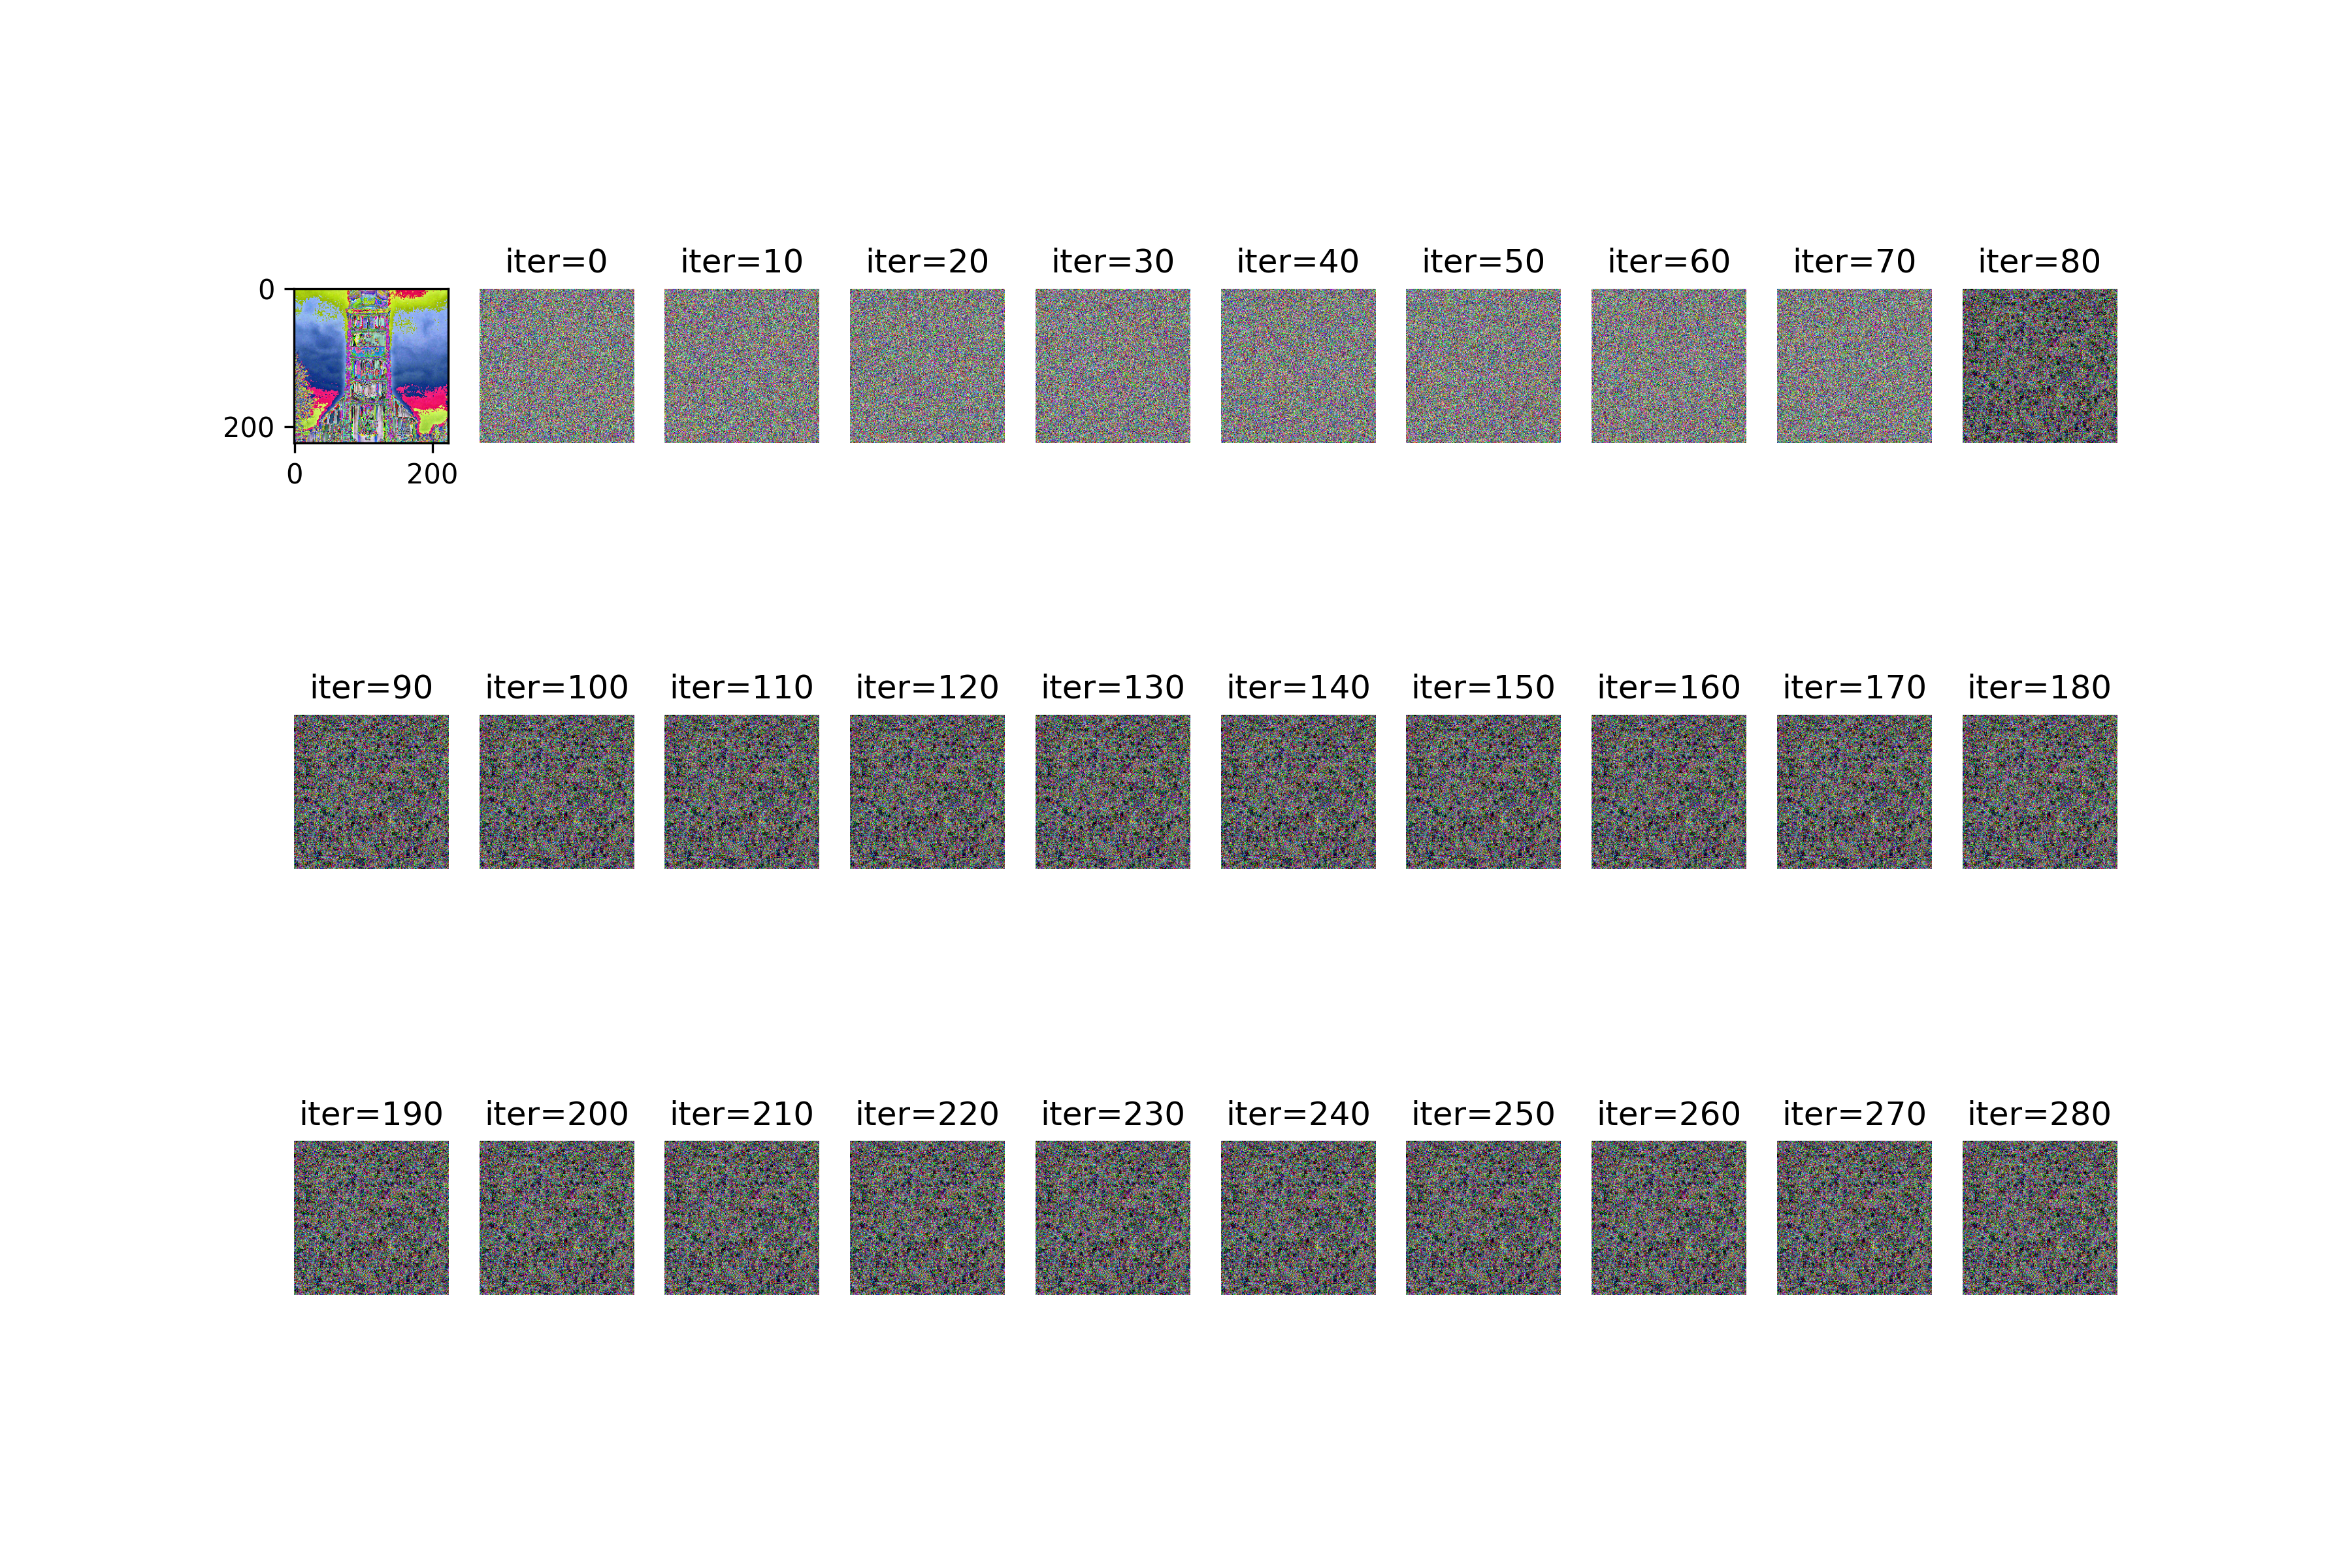 iter=0 iter=10 iter=20 iter=30 iter=40 iter=50 iter=60 iter=70 iter=80
0
200
0 200
iter=90 iter=100 iter=110 iter=120 iter=130 iter=140 iter=150 iter=160 iter=170 iter=180
iter=190 iter=200 iter=210 iter=220 iter=230 iter=240 iter=250 iter=260 iter=270 iter=280